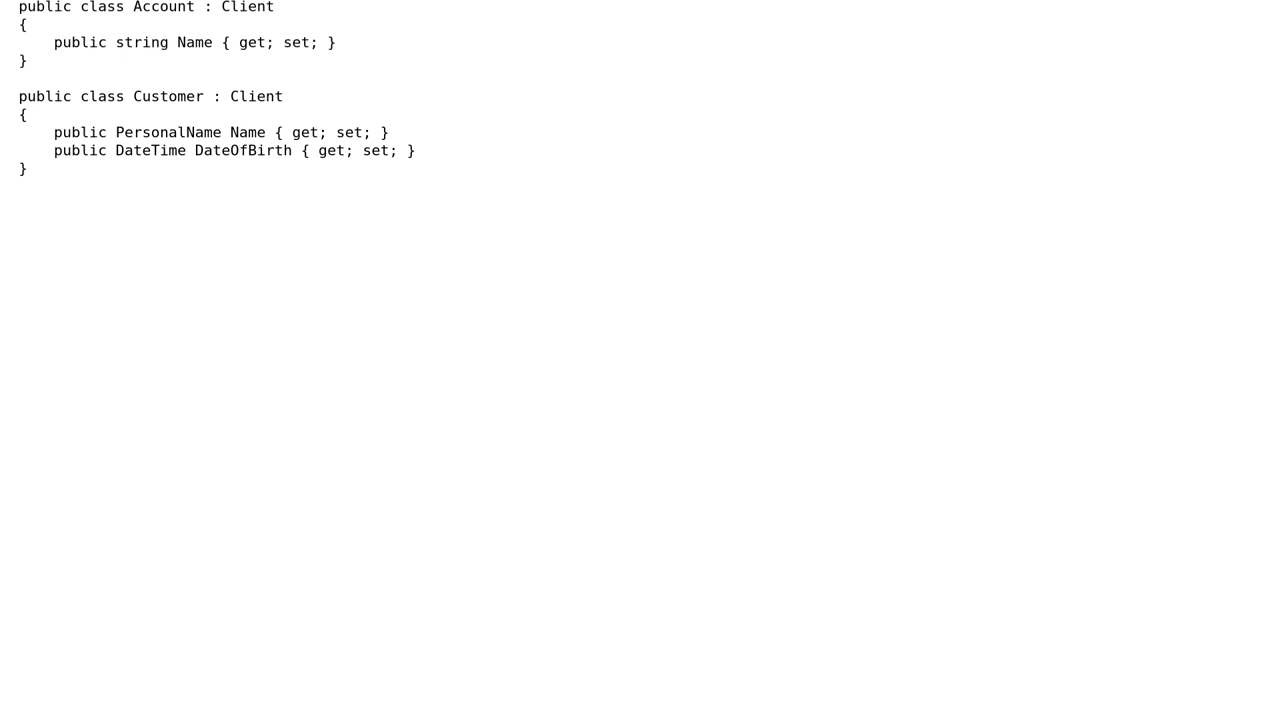 public class Account : Client
{
    public string Name { get; set; }
}

public class Customer : Client
{
    public PersonalName Name { get; set; }
    public DateTime DateOfBirth { get; set; }
}